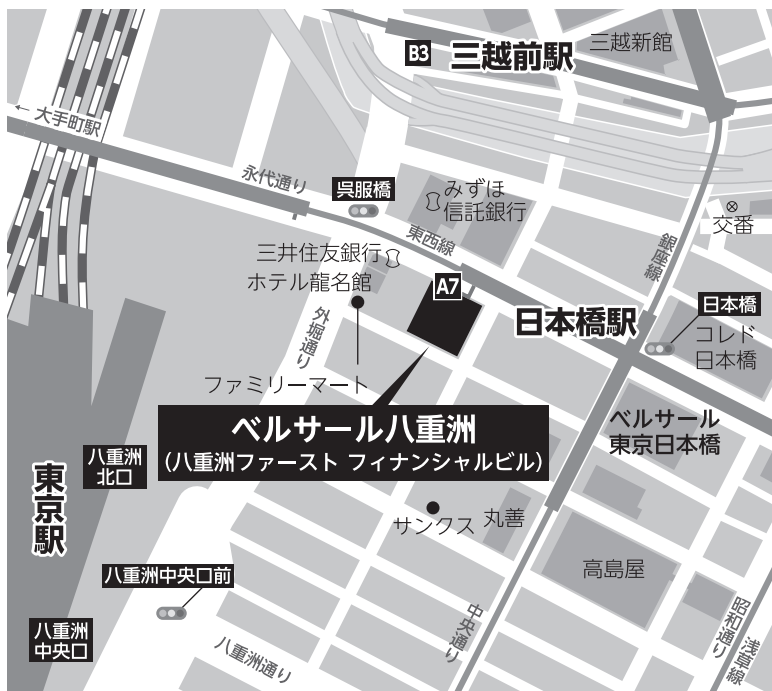 B3
三越前駅
三越新館
← 大手町駅
永代通り
呉服橋
みずほ
信託銀行
交番
東西線
銀座線
三井住友銀行
ホテル龍名館
A7
日本橋駅
日本橋
コレド
日本橋
外堀通り
ファミリーマート
ベルサール八重洲
(八重洲ファースト フィナンシャルビル)
ベルサール
東京日本橋
八重洲
北口
東京駅
サンクス
丸善
高島屋
八重洲中央口前
八重洲
中央口
八重洲通り
中央通り
昭和通り
浅草線